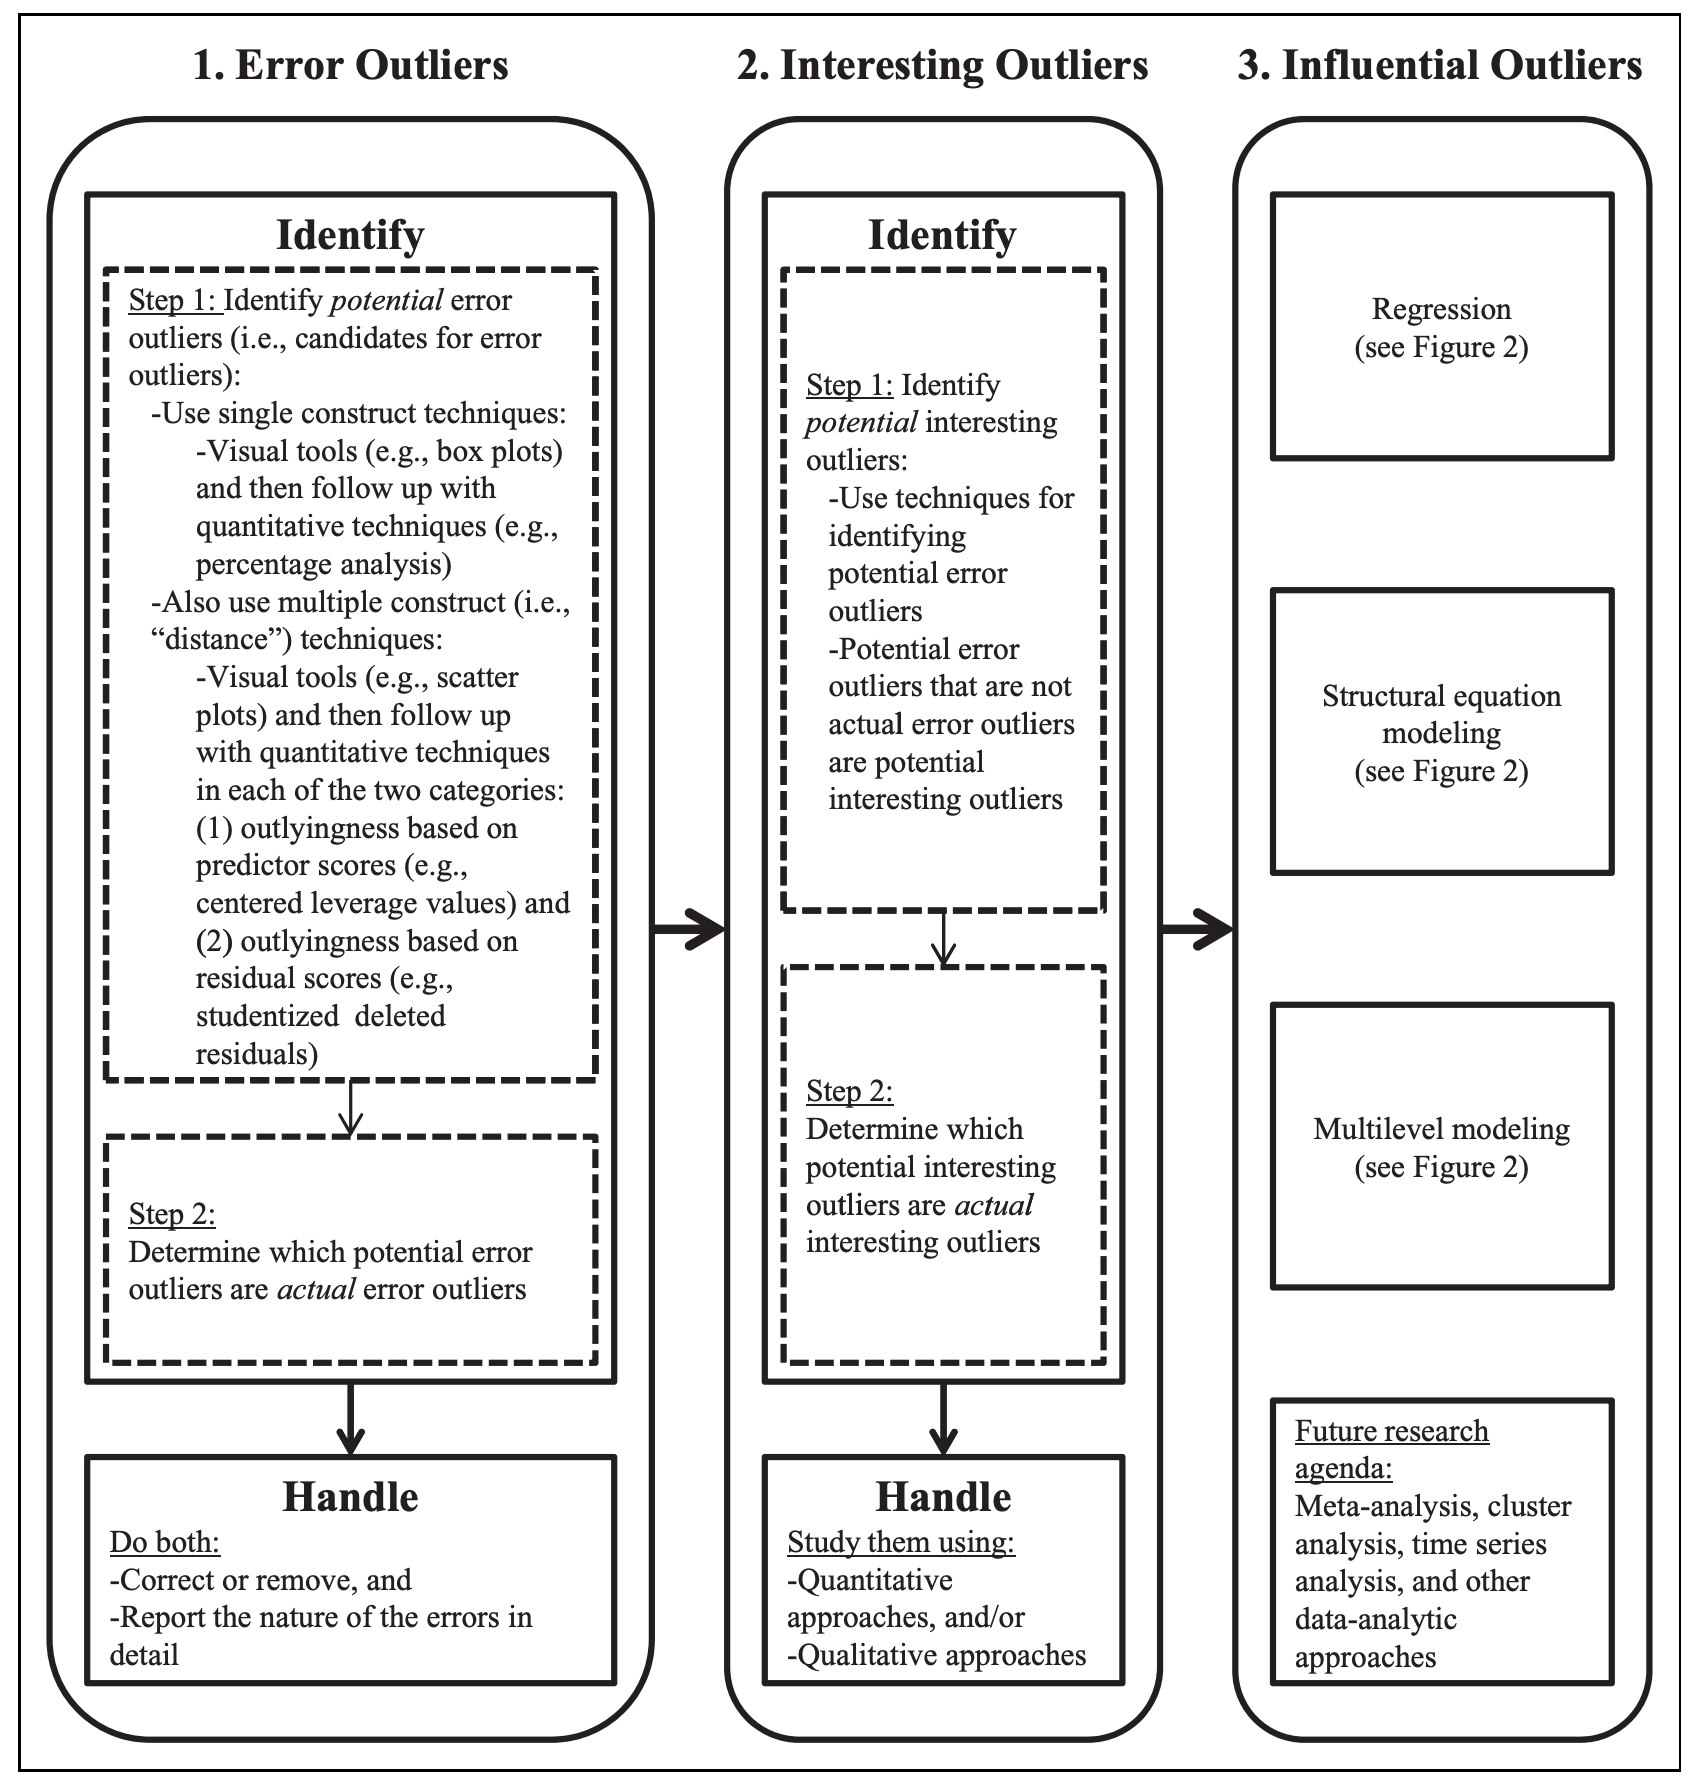 1. Error Outliers
Identify
Step 1: Identify potential error
outliers (i.e., candidates for error
outliers):
-Use single construct techniques:
-Visual tools (e.g., box plots)
and then follow up with
quantitative techniques (e.g.,
percentage analysis)
-Also use multiple construct (i.e.,
“distance”) techniques:
-Visual tools (e.g., scatter
plots) and then follow up
with quantitative techniques
in each of the two categories:
(1) outlyingness based on
predictor scores (e.g.,
centered leverage values) and
(2) outlyingness based on
residual scores (e.g.,
studentized deleted
residuals)
Step 2:
Determine which potential error
outliers are actual error outliers
Handle
Do both:
-Correct or remove, and
-Report the nature of the errors in
detail
2. Interesting Outliers
Identify
Step 1: Identify
potential interesting
outliers:
-Use techniques for
identifying
potential error
outliers
-Potential error
outliers that are not
actual error outliers
are potential
interesting outliers
Step 2:
Determine which
potential interesting
outliers are actual
interesting outliers
Handle
Study them using:
-Quantitative
approaches, and/or
-Qualitative approaches
3. Influential Outliers
Regression
(see Figure 2)
Structural equation
modeling
(see Figure 2)
Multilevel modeling
(see Figure 2)
Future research
agenda:
Meta-analysis, cluster
analysis, time series
analysis, and other
data-analytic
approaches